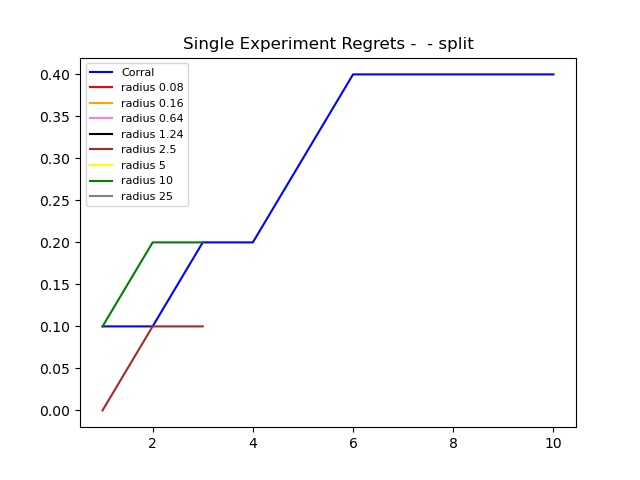 Single Experiment Regrets -  - split
0.40
0.35
0.30
0.25
0.20
0.15
0.10
0.05
0.00
Corral
radius 0.08
radius 0.16
radius 0.64
radius 1.24
radius 2.5
radius 5
radius 10
radius 25
2 4 6 8 10